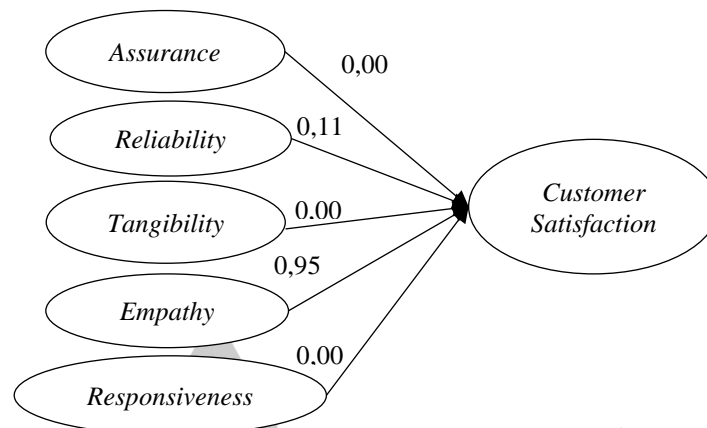 Assurance
0,00
Reliability
0,11
Tangibility
0,00
Customer
Satisfaction
0,95
Empathy
0,00
Responsiveness